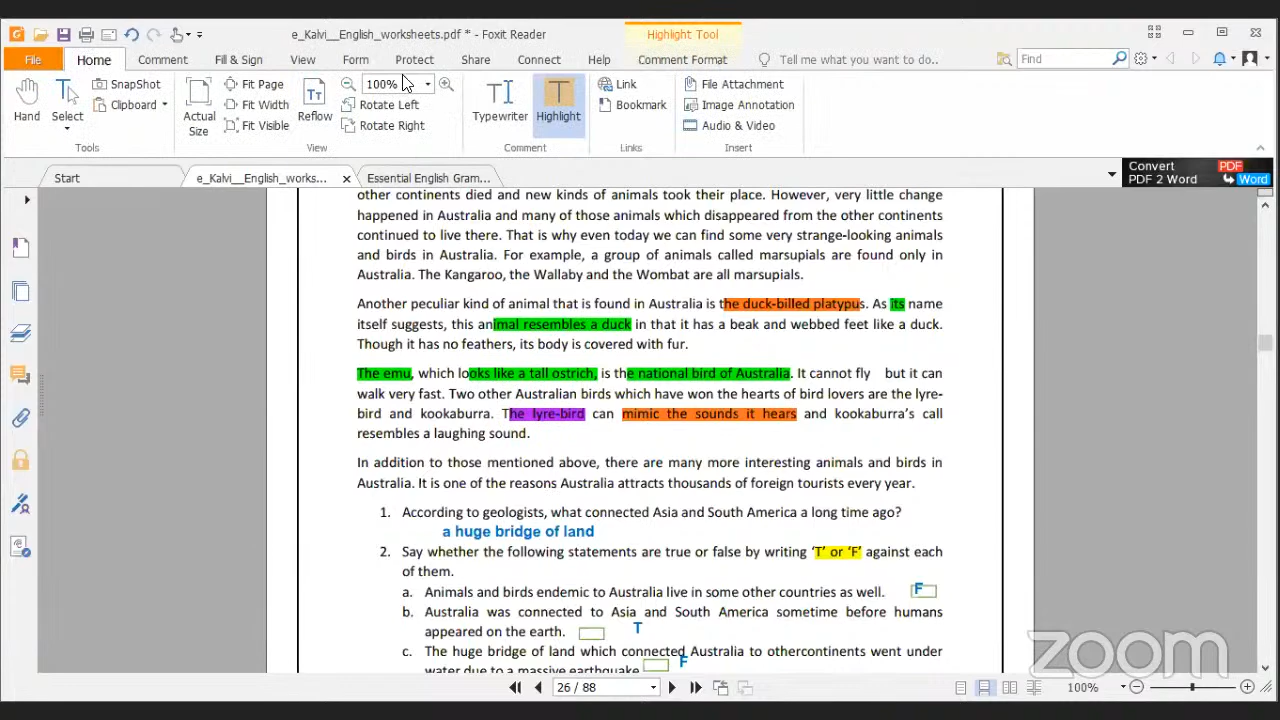 e_Kalvi__English_worksheets.pdf * - Foxit Reader
Highlight Tool
File Home Comment Fill & Sign View Form Protect Share Connect Help Comment Format Tell me what you want to do.. Find
Hand
Select
SnapShot
Clipboard
Actual
Size
Fit Page
Fit Width
Fit Visible
Reflow
100%
Rotate Left
Rotate Right
Typewriter
Highlight
Link
Bookmark
File Attachment
Image Annotation
Audio & Video
Tools View Comment Links Insert
Start e_Kalvi__English_works... Essential English Gram...
Convert PDF
PDF 2 Word Word
other continents died and new kinds of animals took their place. However, very little change
happened in Australia and many of those animals which disappeared from the other continents
continued to live there. That is why even today we can find some very strange-looking animals
and birds in Australia. For example, a group of animals called marsupials are found only in
Australia. The Kangaroo, the Wallaby and the Wombat are all marsupials.
Another peculiar kind of animal that is found in Australia is the duck-billed platypus. As its name
itself suggests, this animal resembles a duck in that it has a beak and webbed feet like a duck.
Though it has no feathers, its body is covered with fur.
The emu, which looks like a tall ostrich, is the national bird of Australia. It cannot fly but it can
walk very fast. Two other Australian birds which have won the hearts of bird lovers are the lyre-
bird and kookaburra. The lyre-bird can mimic the sounds it hears and kookaburra's call
resembles a laughing sound.
In addition to those mentioned above, there are many more interesting animals and birds in
Australia. It is one of the reasons Australia attracts thousands of foreign tourists every year.
1. According to geologists, what connected Asia and South America a long time ago?
a huge bridge of land
2. Say whether the following statements are true or false by writing 'T' or 'F' against each
of them.
a. Animals and birds endemic to Australia live in some other countries as well. F
b. Australia was connected to Asia and South America sometime before humans
appeared on the earth. T
c. The huge bridge of land which connected Australia to othercontinents went under
water due to a massive earthquake F
26 / 88
100%
zoom